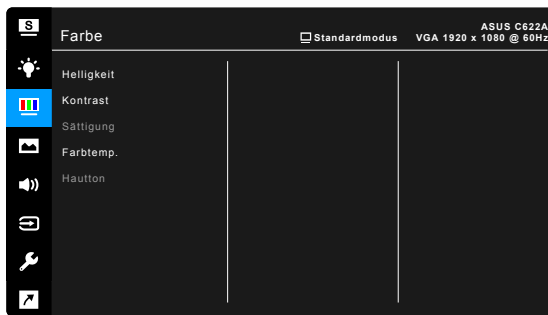 S
ASUS C622A
Farbe
Standardmodus
VGA 1920 x 1080 @ 60Hz
Helligkeit
Kontrast
Sättigung
Farbtemp.
Hautton